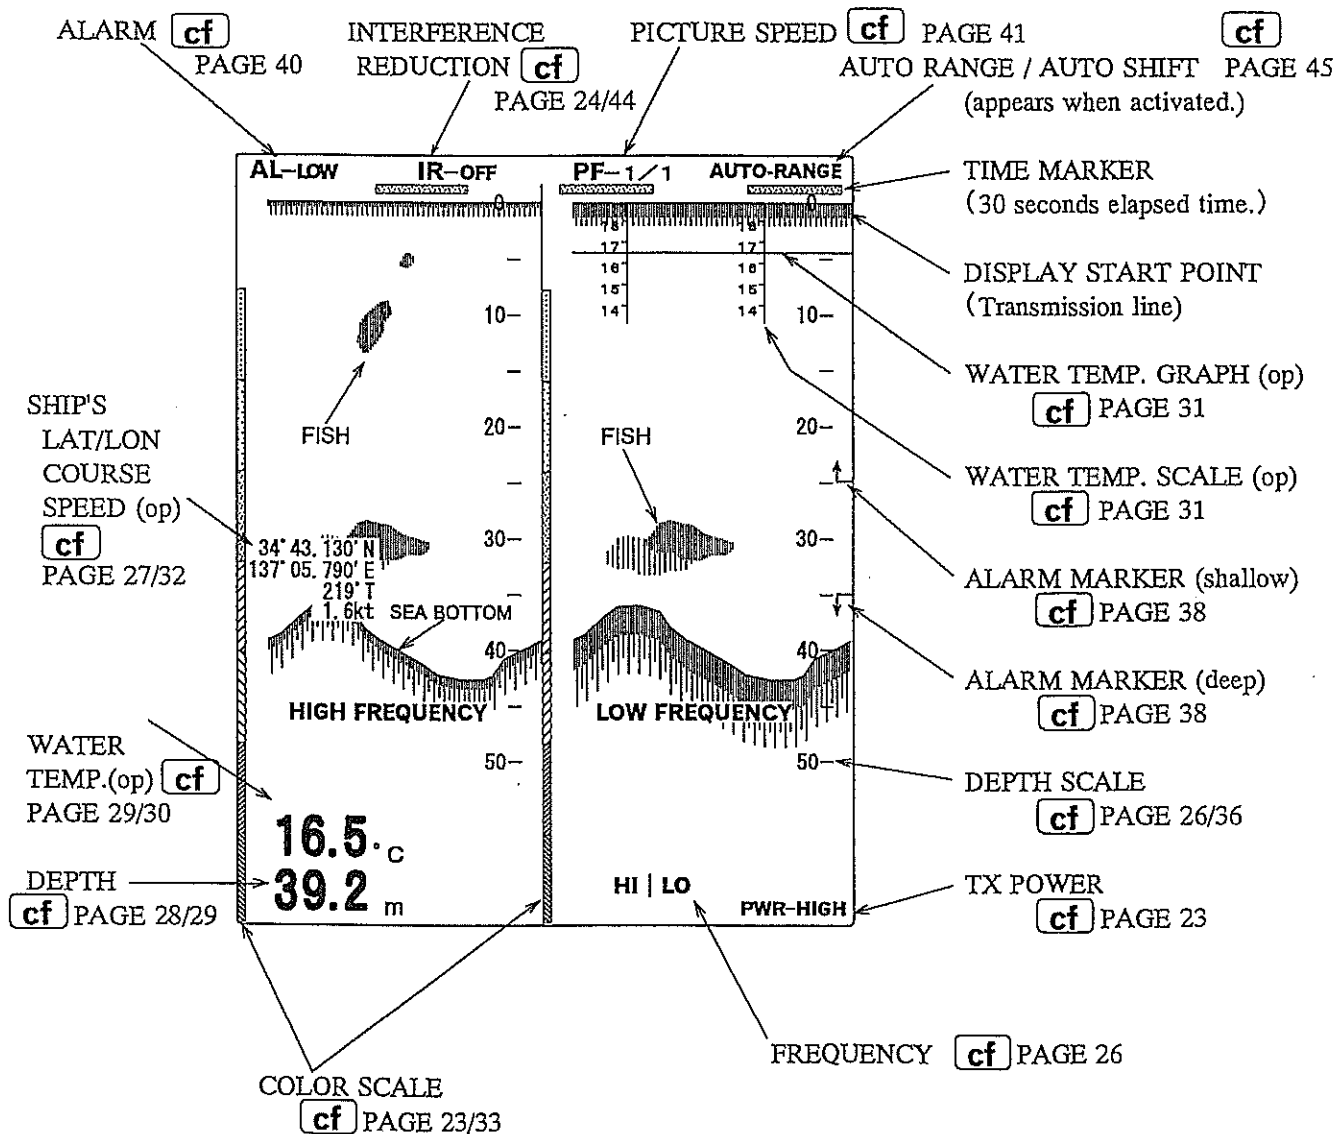 ALARM cf
PAGE 40
INTERFERENCE
REDUCTION cf
PAGE 24/44
PICTURE SPEED cf PAGE 41
cf
AUTO RANGE / AUTO SHIFT PAGE 45
(appears when activated.)
AL-LOW IR-OFF PF-1/1 AUTO-RANGE
TIME MARKER
(30 seconds elapsed time.)
0 0
18 18
17 17
16 16
15 15
14 14
DISPLAY START POINT
(Transmission line)
10- 10-
WATER TEMP. GRAPH (op)
cf PAGE 31
SHIP'S
LAT/LON
COURSE
SPEED (op)
cf
PAGE 27/32
FISH
20-
FISH
20-
WATER TEMP. SCALE (op)
cf PAGE 31
34° 43. 130' N
137° 05. 790' E
219° T
1. 6kt
30- 30-
ALARM MARKER (shallow)
cf PAGE 38
SEA BOTTOM
40- 40-
ALARM MARKER (deep)
cf PAGE 38
HIGH FREQUENCY
LOW FREQUENCY
WATER
TEMP.(op) cf
PAGE 29/30
50- 50-
DEPTH SCALE
cf PAGE 26/36
16.5°C
39.2 m
DEPTH
cf PAGE 28/29
HI | LO
PWR-HIGH
TX POWER
cf PAGE 23
FREQUENCY cf PAGE 26
COLOR SCALE
cf PAGE 23/33